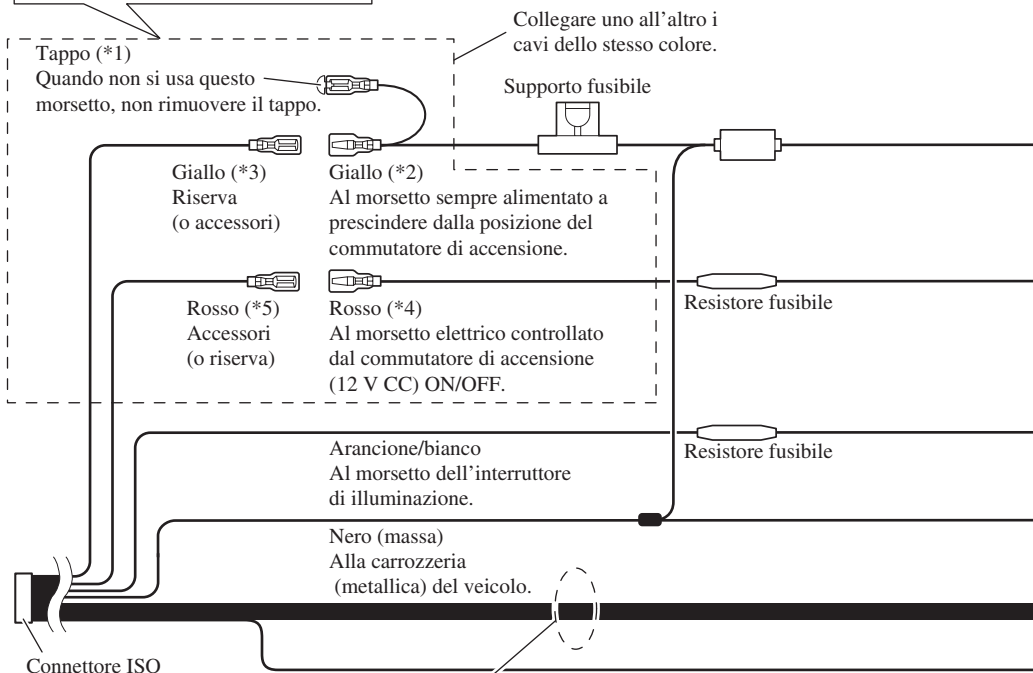 Collegare uno all'altro i
cavi dello stesso colore.
Tappo (*1)
Quando non si usa questo
morsetto, non rimuovere il tappo.
Supporto fusibile
Giallo (*3)
Riserva
(o accessori)
Giallo (*2)
Al morsetto sempre alimentato a
prescindere dalla posizione del
commutatore di accensione.
Rosso (*5)
Accessori
(o riserva)
Rosso (*4)
Al morsetto elettrico controllato
dal commutatore di accensione
(12 V CC) ON/OFF.
Resistore fusibile
Arancione/bianco
Al morsetto dell'interruttore
di illuminazione.
Resistore fusibile
Nero (massa)
Alla carrozzeria
(metallica) del veicolo.
Connettore ISO